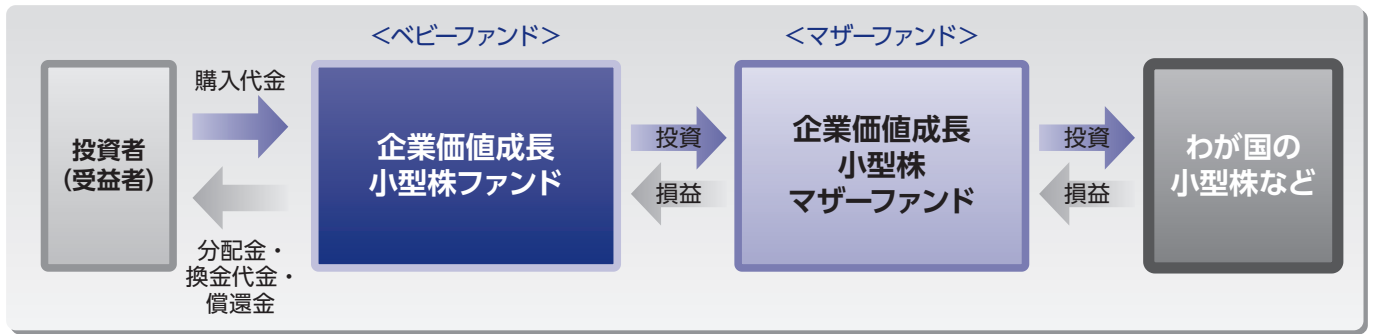 <ベビーファンド>
<マザーファンド>
投資者
(受益者)
購入代金
分配金・
換金代金・
償還金
企業価値成長
小型株ファンド
投資
損益
企業価値成長
小型株
マザーファンド
投資
損益
わが国の
小型株など